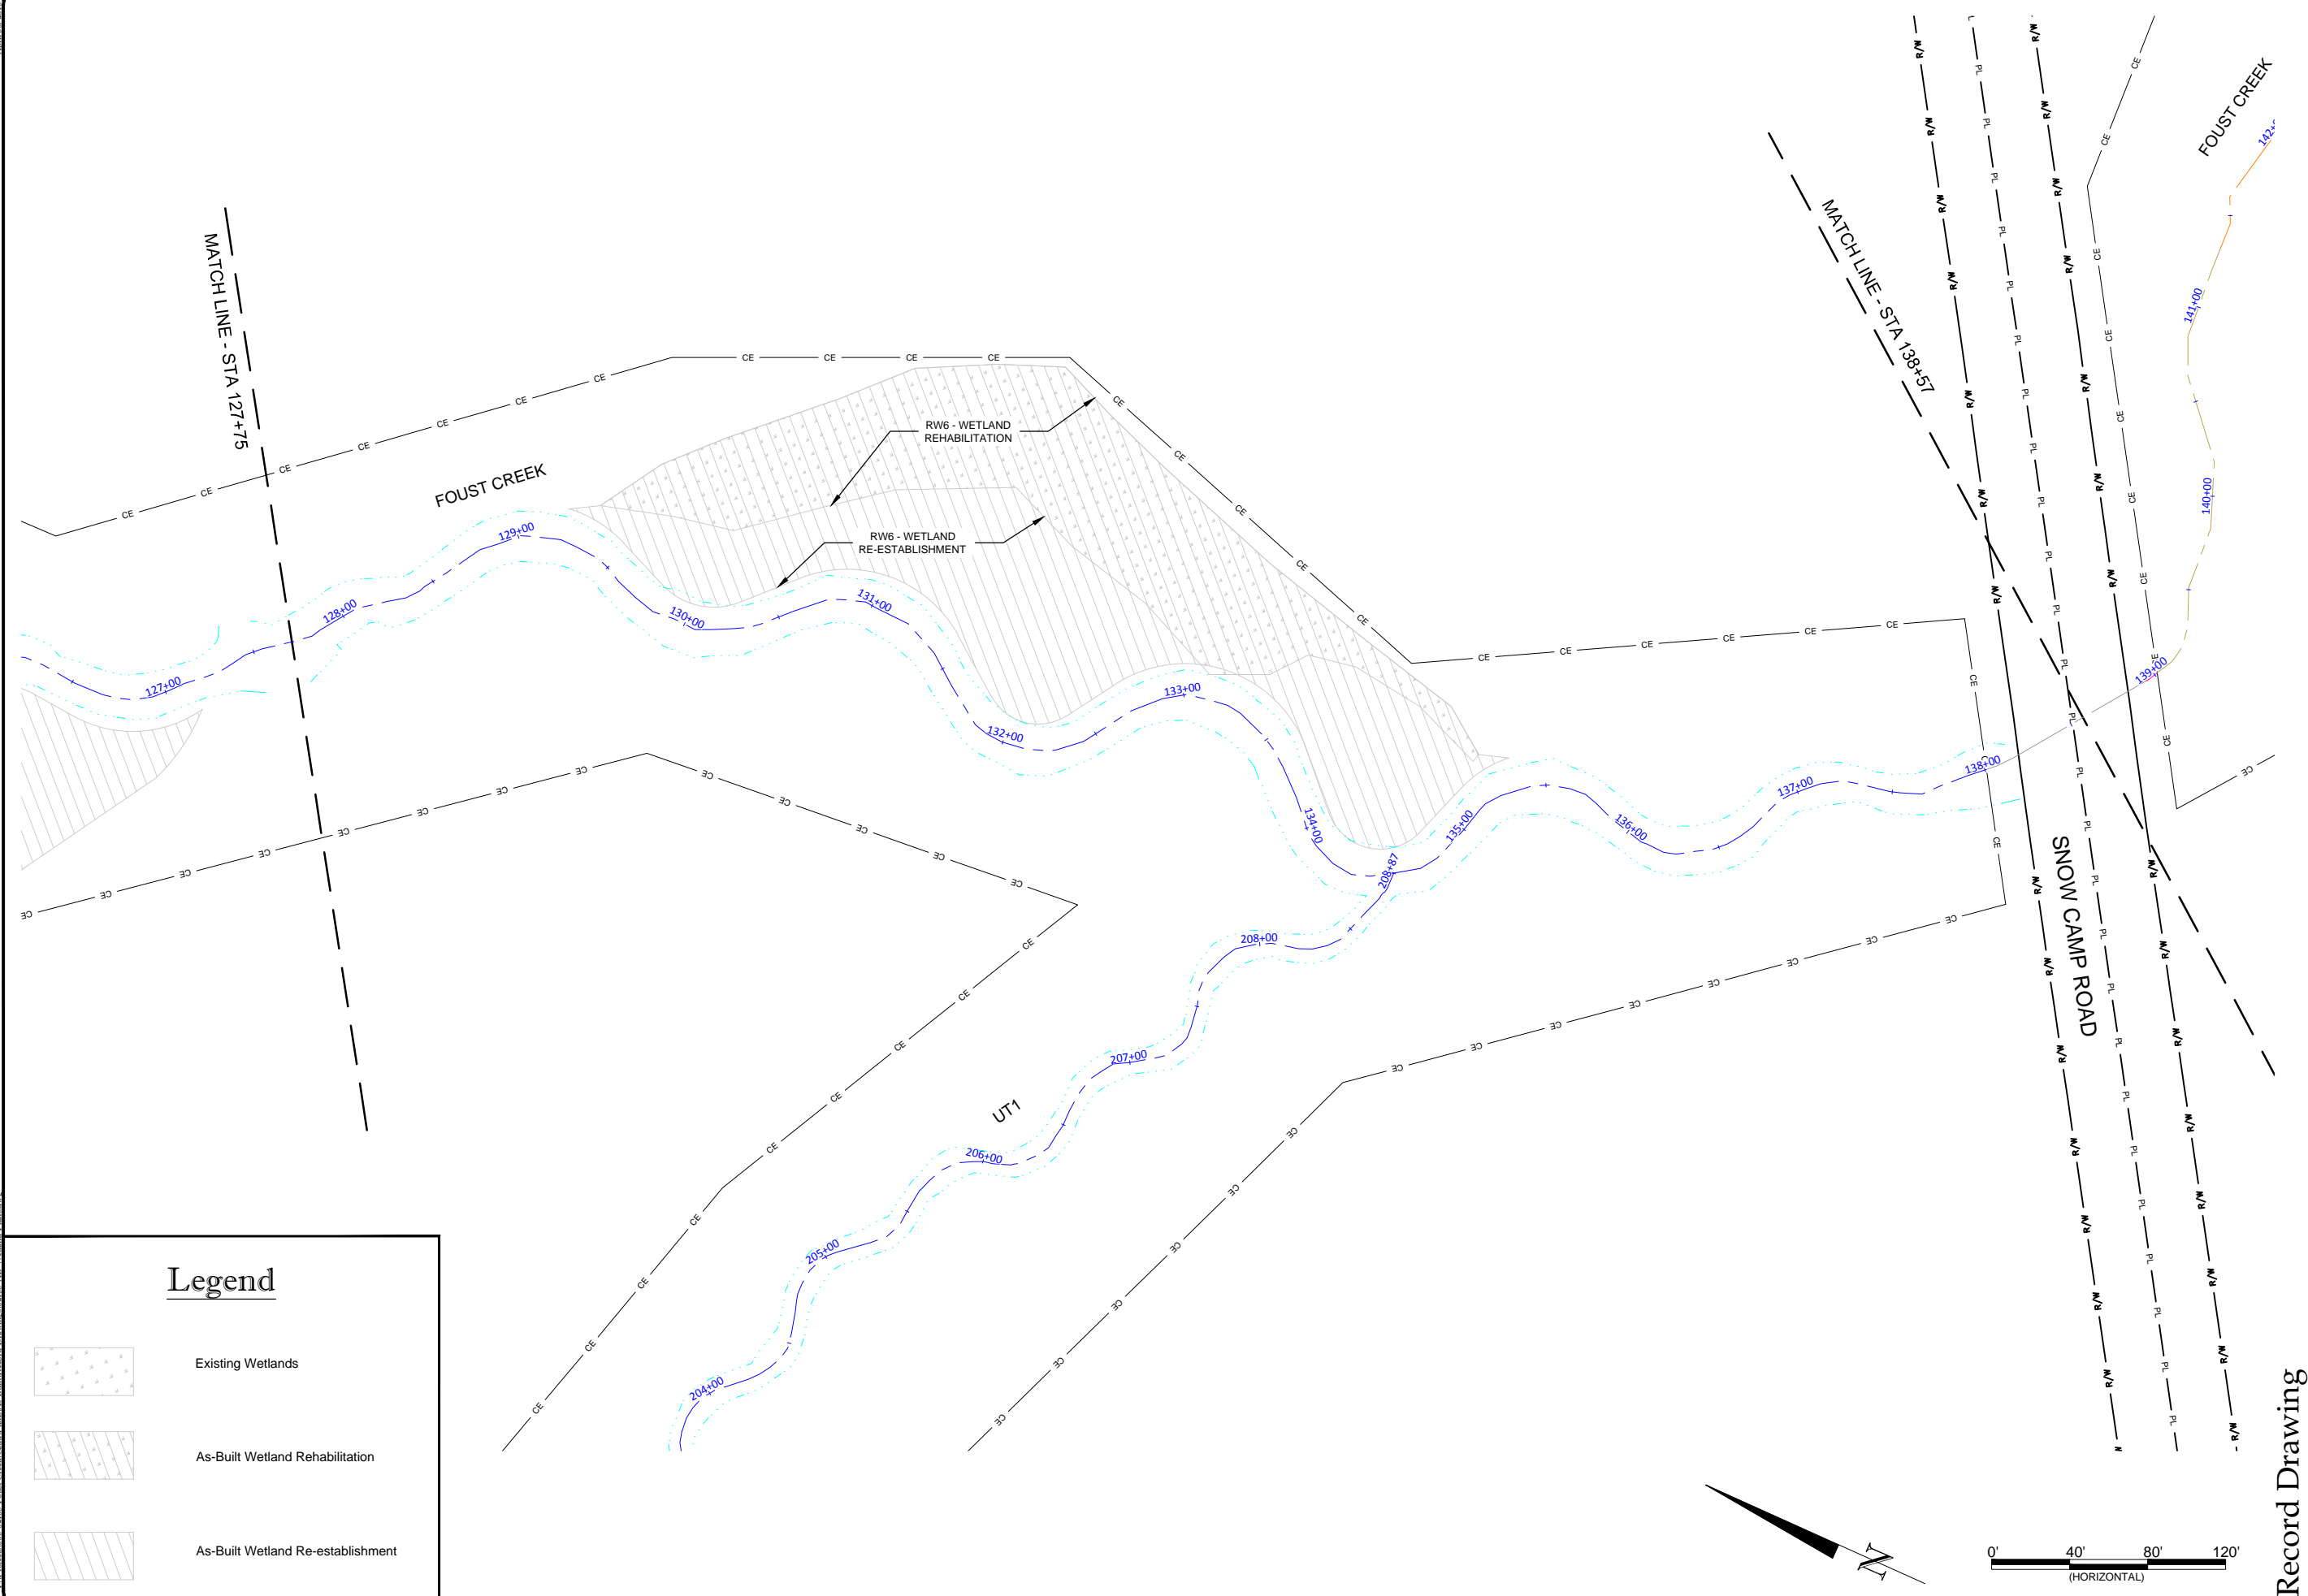 FOUST CREEK
142+
MATCH LINE - STA 127+75
MATCH LINE - STA 138+57
R/W
PL
CE
141+00
RW6 - WETLAND
REHABILITATION
FOUST CREEK
140+00
RW6 - WETLAND
RE-ESTABLISHMENT
129+00
128+00
131+00
130+00
127+00
133+00
139+00
132+00
138+00
137+00
134+00
135+00
136+00
208+87
SNOW CAMP ROAD
208+00
207+00
UT1
206+00
205+00
204+00
Legend
Existing Wetlands
As-Built Wetland Rehabilitation
As-Built Wetland Re-establishment
N
0' 40' 80' 120'
(HORIZONTAL)
Record Drawing